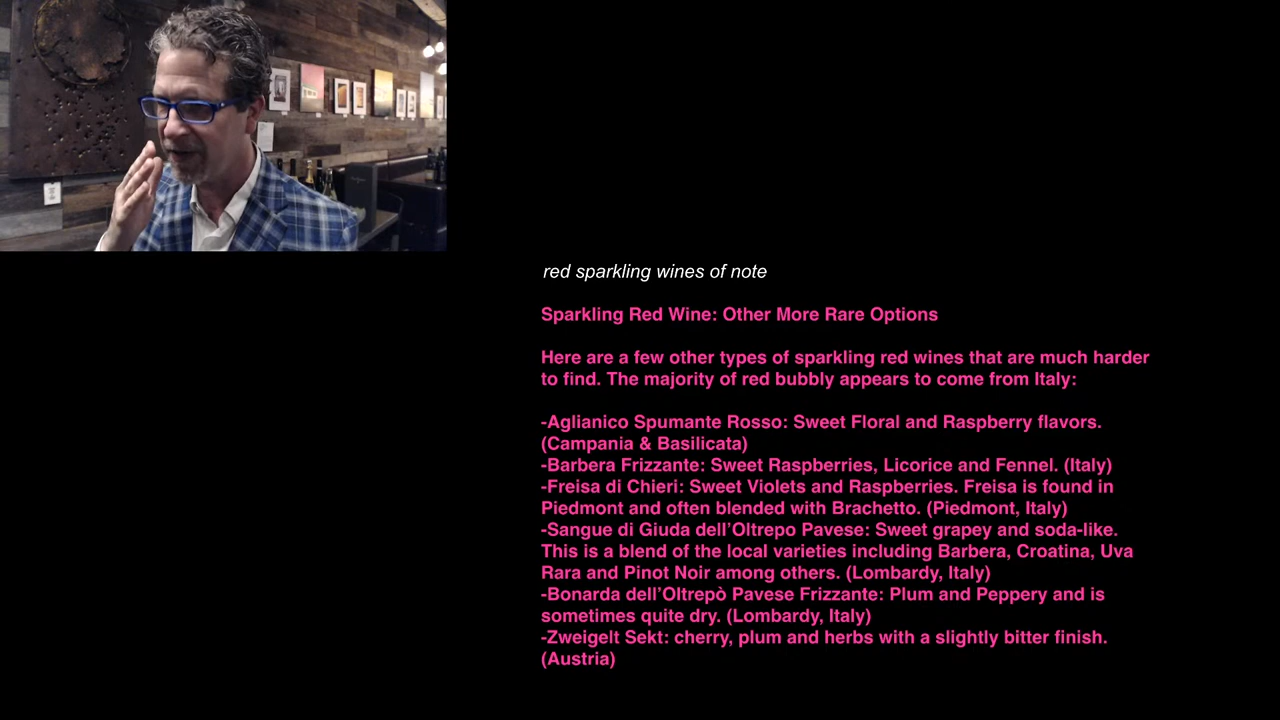 red sparkling wines of note
Sparkling Red Wine: Other More Rare Options
Here are a few other types of sparkling red wines that are much harder
to find. The majority of red bubbly appears to come from Italy:
-Aglianico Spumante Rosso: Sweet Floral and Raspberry flavors.
(Campania & Basilicata)
-Barbera Frizzante: Sweet Raspberries, Licorice and Fennel. (Italy)
-Freisa di Chieri: Sweet Violets and Raspberries. Freisa is found in
Piedmont and often blended with Brachetto. (Piedmont, Italy)
-Sangue di Giuda dell’Oltrepo Pavese: Sweet grapey and soda-like.
This is a blend of the local varieties including Barbera, Croatina, Uva
Rara and Pinot Noir among others. (Lombardy, Italy)
-Bonarda dell’Oltrepò Pavese Frizzante: Plum and Peppery and is
sometimes quite dry. (Lombardy, Italy)
-Zweigelt Sekt: cherry, plum and herbs with a slightly bitter finish.
(Austria)